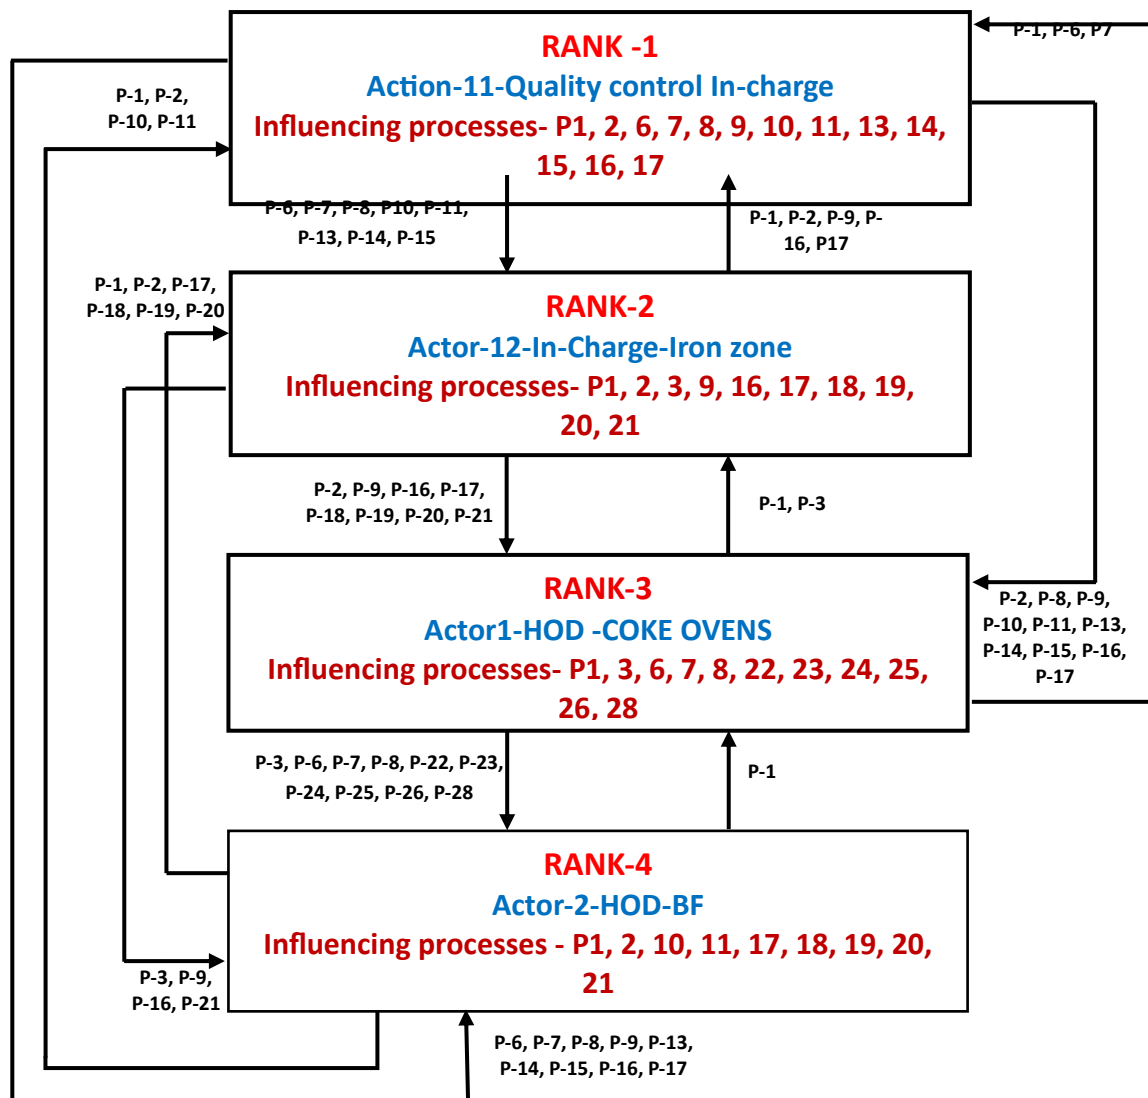 RANK -1
Action-11-Quality control In-charge
Influencing processes- P1, 2, 6, 7, 8, 9, 10, 11, 13, 14,
15, 16, 17
P-1, P-6, P7
P-1, P-2,
P-10, P-11
P-6, P-7, P-8, P10, P-11,
P-13, P-14, P-15
P-1, P-2, P-9, P-
16, P17
P-1, P-2, P-17,
P-18, P-19, P-20
RANK-2
Actor-12-In-Charge-Iron zone
Influencing processes- P1, 2, 3, 9, 16, 17, 18, 19,
20, 21
P-2, P-9, P-16, P-17,
P-18, P-19, P-20, P-21
P-1, P-3
RANK-3
Actor1-HOD -COKE OVENS
Influencing processes- P1, 3, 6, 7, 8, 22, 23, 24, 25,
26, 28
P-2, P-8, P-9,
P-10, P-11, P-13,
P-14, P-15, P-16,
P-17
P-3, P-6, P-7, P-8, P-22, P-23,
P-24, P-25, P-26, P-28
P-1
RANK-4
Actor-2-HOD-BF
Influencing processes - P1, 2, 10, 11, 17, 18, 19, 20,
21
P-3, P-9,
P-16, P-21
P-6, P-7, P-8, P-9, P-13,
P-14, P-15, P-16, P-17